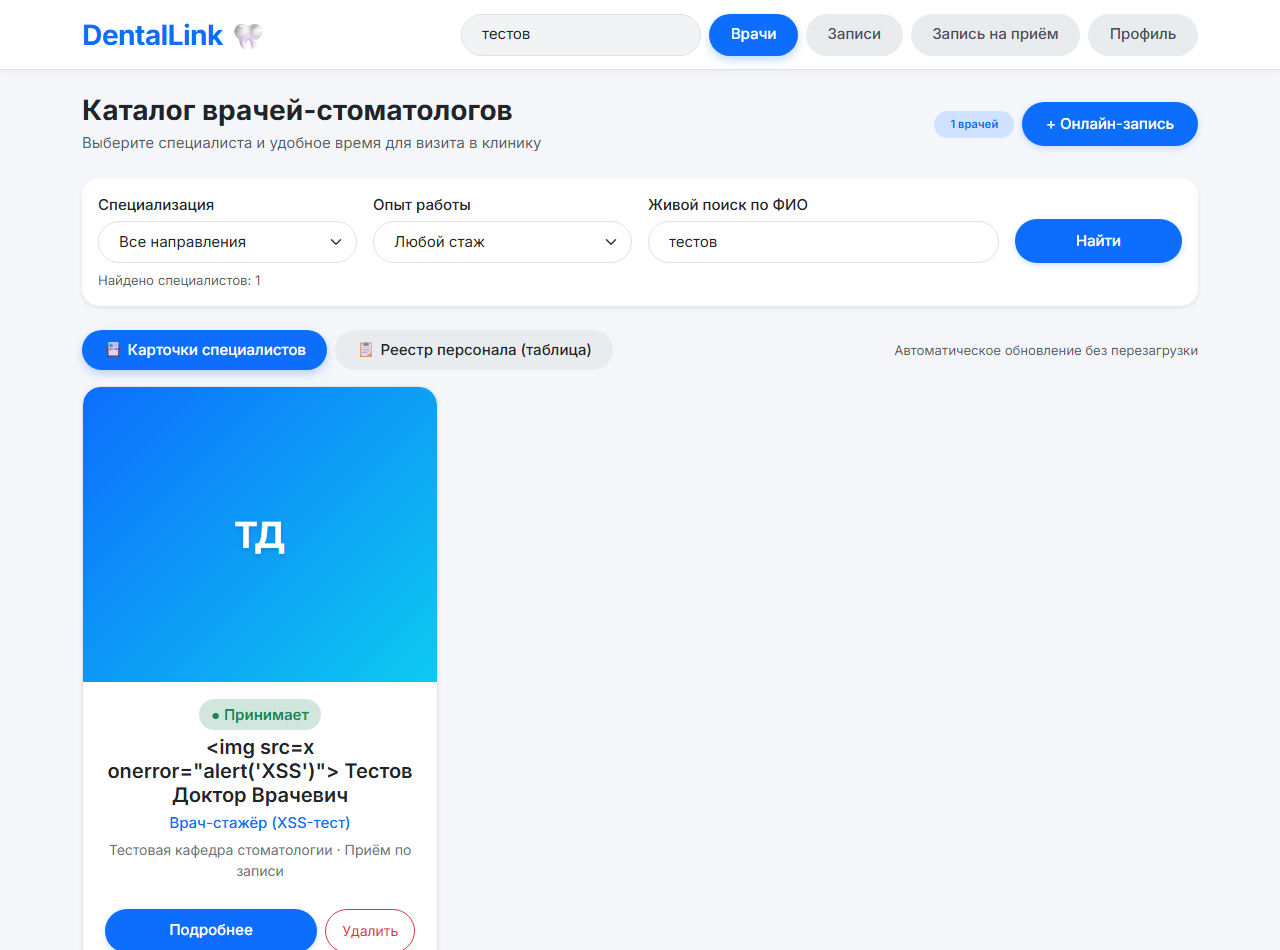 DentalLink
тестов
Врачи
Записи
Запись на приём
Профиль
Каталог врачей-стоматологов
Выберите специалиста и удобное время для визита в клинику
1 врачей
+ Онлайн-запись
Специализация
Опыт работы
Живой поиск по ФИО
Все направления
Любой стаж
тестов
Найти
Найдено специалистов: 1
Карточки специалистов
Реестр персонала (таблица)
Автоматическое обновление без перезагрузки
ТД
● Принимает
<img src=x
onerror="alert('XSS')"> Тестов
Доктор Врачевич
Врач-стажёр (XSS-тест)
Тестовая кафедра стоматологии · Приём по
записи
Подробнее
Удалить